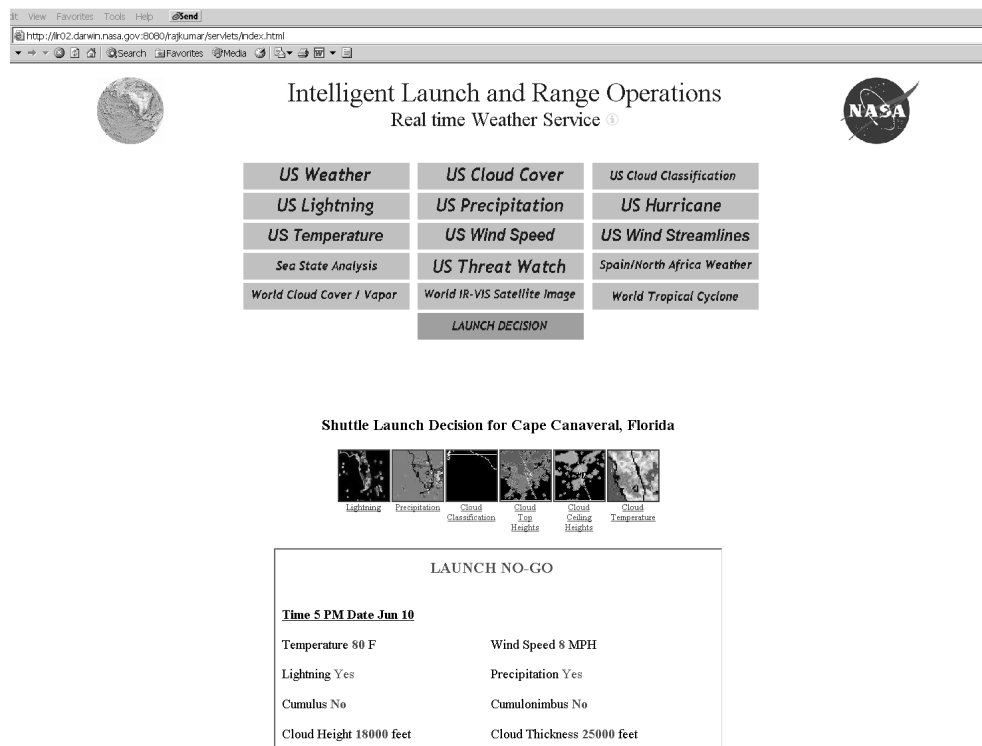 dit View Favorites Tools Help Send
http://lr02.darwin.nasa.gov:8080/rajkumar/servlets/index.html
Search Favorites Media
Intelligent Launch and Range Operations
Real time Weather Service
NASA
US Weather US Cloud Cover US Cloud Classification
US Lightning US Precipitation US Hurricane
US Temperature US Wind Speed US Wind Streamlines
Sea State Analysis US Threat Watch Spain/North Africa Weather
World Cloud Cover / Vapor World IR-VIS Satellite Image World Tropical Cyclone
LAUNCH DECISION
Shuttle Launch Decision for Cape Canaveral, Florida
Lightning Precipitation Cloud Classification Cloud Top Heights Cloud Ceiling Heights Cloud Temperature
LAUNCH NO-GO
Time 5 PM Date Jun 10
Temperature 80 F Wind Speed 8 MPH
Lightning Yes Precipitation Yes
Cumulus No Cumulonimbus No
Cloud Height 18000 feet Cloud Thickness 25000 feet